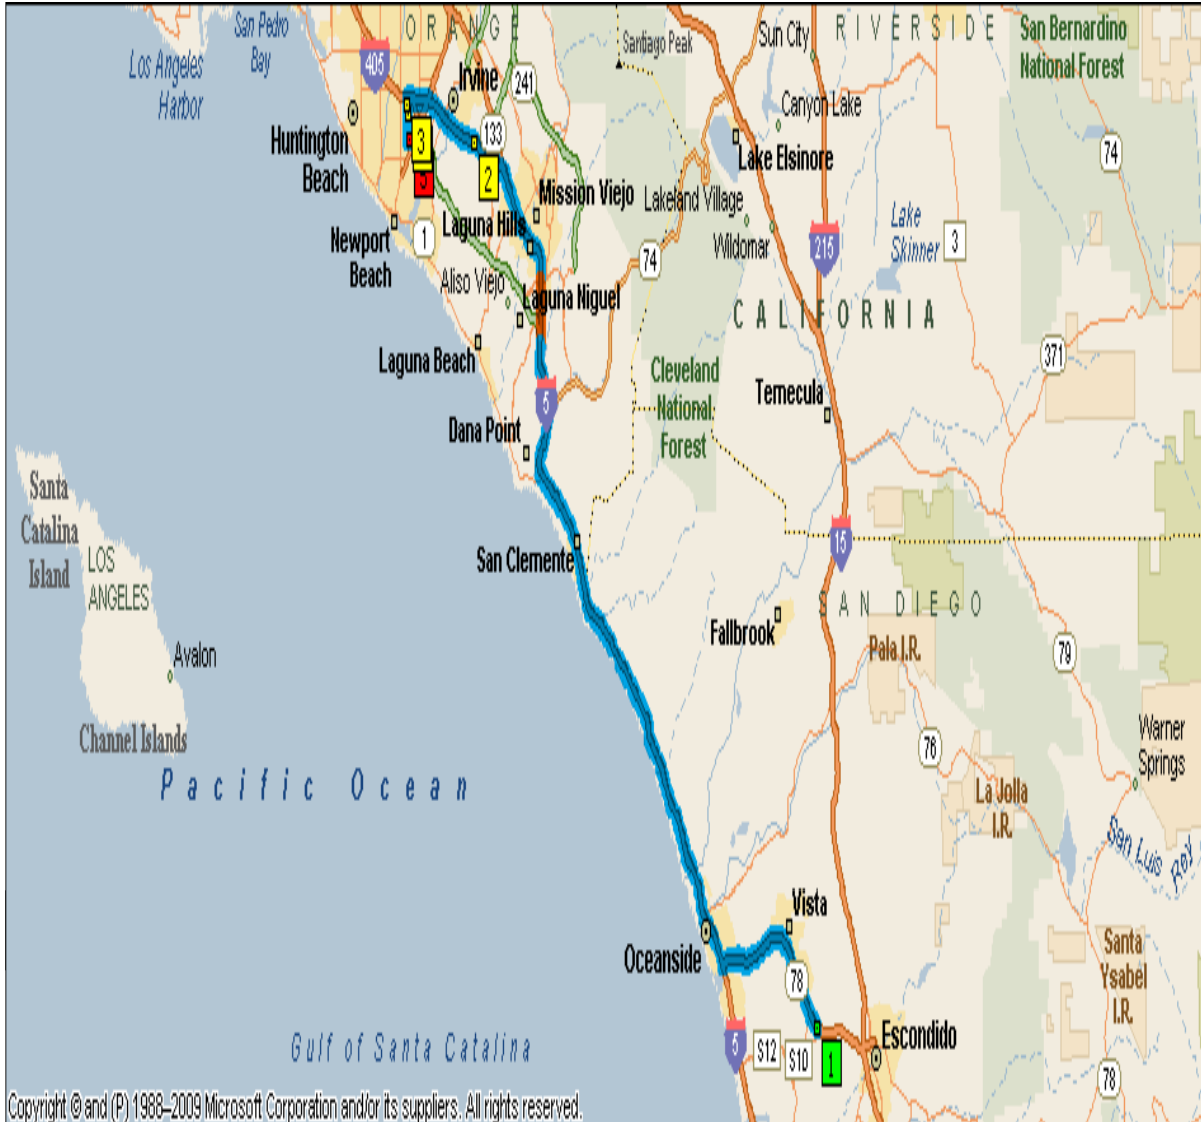 ORANGE
RIVERSIDE
San Pedro
Bay
Los Angeles
Harbor
405
Irvine
241
Santiago Peak
Sun City
San Bernardino
National Forest
Canyon Lake
Huntington
Beach
3
133
Lake Elsinore
74
2
Mission Viejo
Lakeland Village
Newport
Beach
1
Laguna Hills
74
Wildomar
215
Lake
Skinner
3
Aliso Viejo
Laguna Niguel
CALIFORNIA
Laguna Beach
371
Cleveland
National
Forest
5
Temecula
Dana Point
Santa
Catalina
Island
LOS
ANGELES
San Clemente
15
SAN DIEGO
Fallbrook
Pala I.R.
79
Avalon
Channel Islands
76
Warner
Springs
Pacific Ocean
La Jolla
I.R.
San Luis Rey
Vista
Oceanside
78
Santa
Ysabel
I.R.
Gulf of Santa Catalina
5
S12
S10
1
Escondido
78
Copyright © and (P) 1988–2009 Microsoft Corporation and/or its suppliers. All rights reserved.